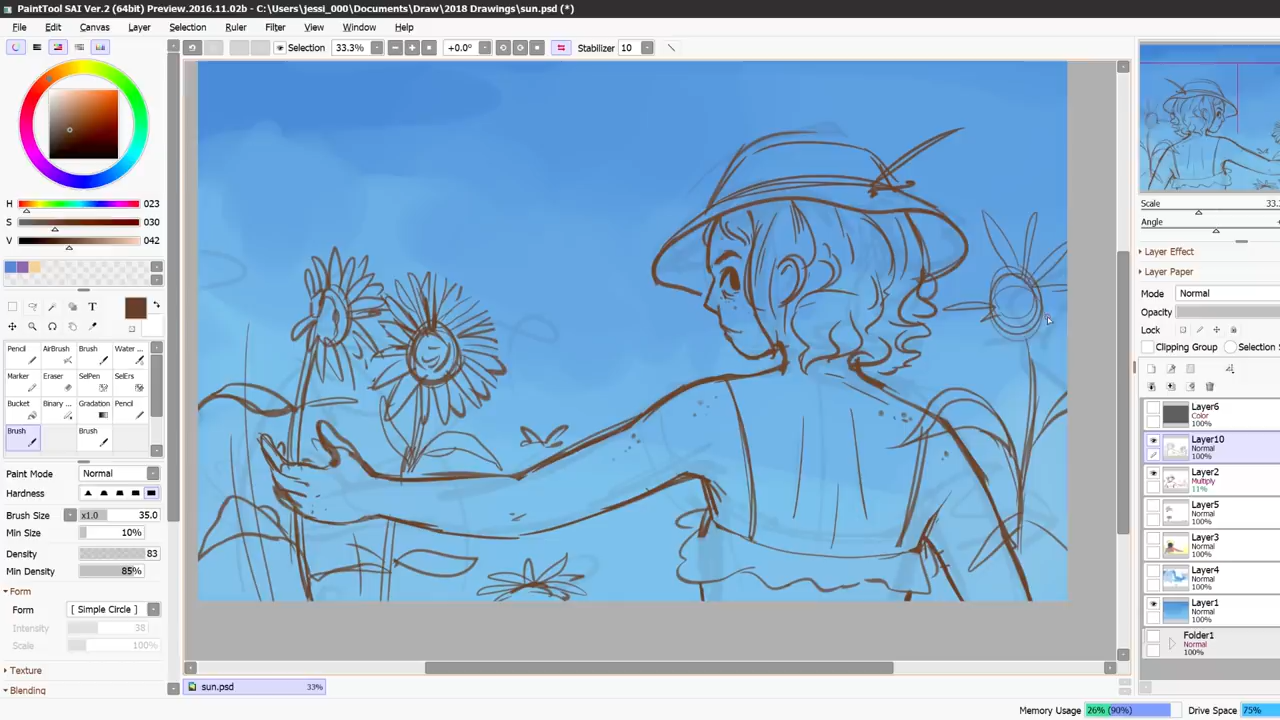 PaintTool SAI Ver.2 (64bit) Preview.2016.11.02b - C:\Users\jessi_000\Documents\Draw\2018 Drawings\sun.psd (*)
File Edit Canvas Layer Selection Ruler Filter View Window Help
Selection 33.3% +0.0° Stabilizer 10
H 023
S 030
V 042
T
Pencil AirBrush Brush Water ...
Marker Eraser SelPen SelErs
Bucket Binary ... Gradation Pencil
Brush Brush
Paint Mode Normal
Hardness
Brush Size x1.0 35.0
Min Size 10%
Density 83
Min Density 85%
Form
Form [ Simple Circle ]
Intensity 38
Scale 100%
Texture
Blending
Scale 33.
Angle
Layer Effect
Layer Paper
Mode Normal
Opacity
Lock
Clipping Group Selection
Layer6
Color
100%
Layer10
Normal
100%
Layer2
Multiply
11%
Layer5
Normal
100%
Layer3
Normal
100%
Layer4
Normal
100%
Layer1
Normal
100%
Folder1
Normal
100%
sun.psd 33%
Memory Usage 26% (90%) Drive Space 75%